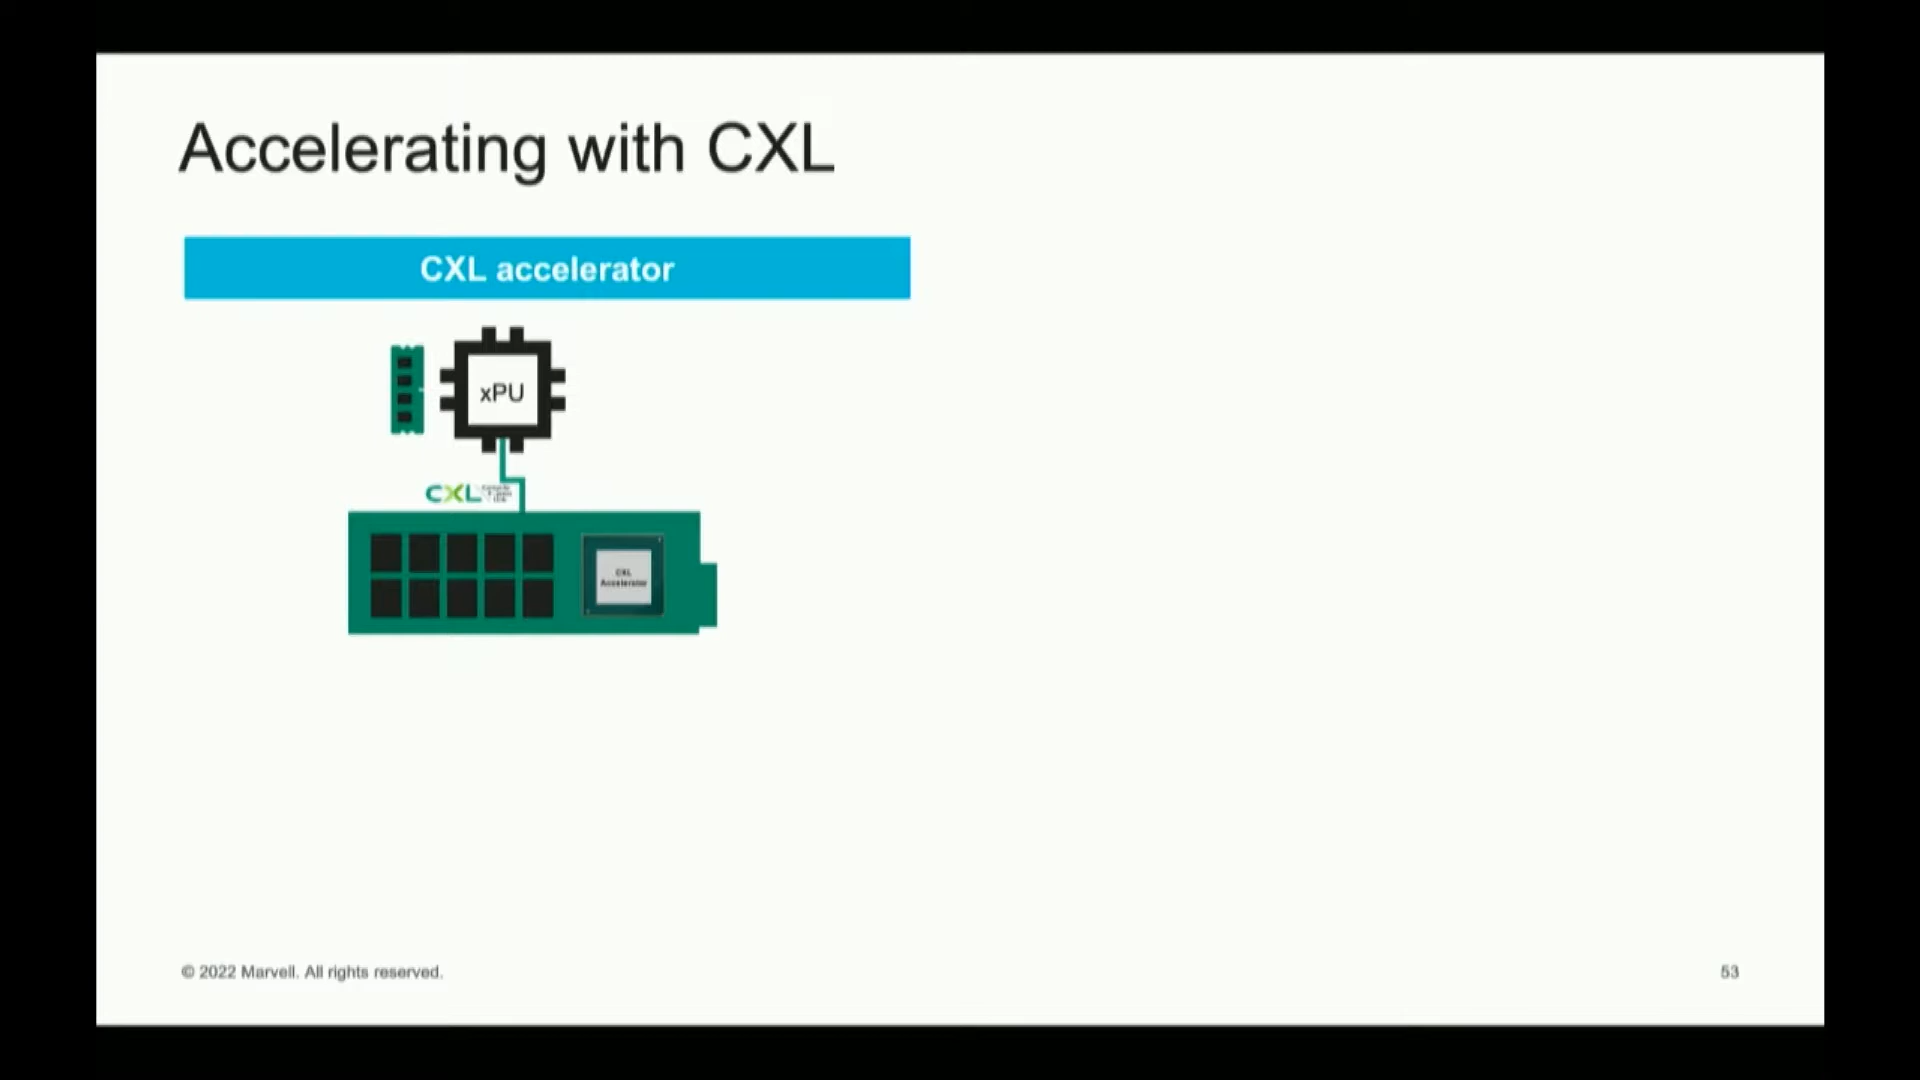 Accelerating with CXL
CXL accelerator
xPU
CXL
CXL
Accelerator
© 2022 Marvell. All rights reserved.
53